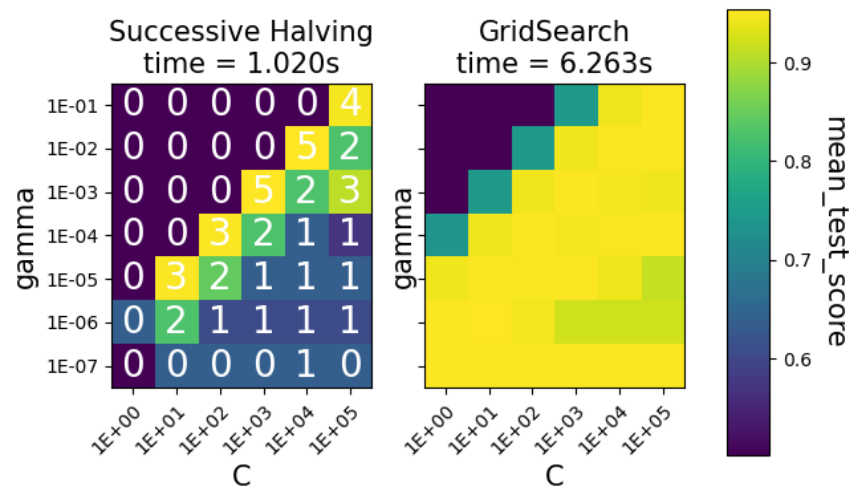 Successive Halving
time = 1.020s
GridSearch
time = 6.263s
gamma
1E-01
0 0 0 0 0 4
1E-02
0 0 0 0 5 2
1E-03
0 0 0 5 2 3
1E-04
0 0 3 2 1 1
1E-05
0 3 2 1 1 1
1E-06
0 2 1 1 1 1
1E-07
0 0 0 0 1 0
1E+00 1E+01 1E+02 1E+03 1E+04 1E+05
C
gamma
1E+00 1E+01 1E+02 1E+03 1E+04 1E+05
C
0.9
0.8
0.7
0.6
mean_test_score